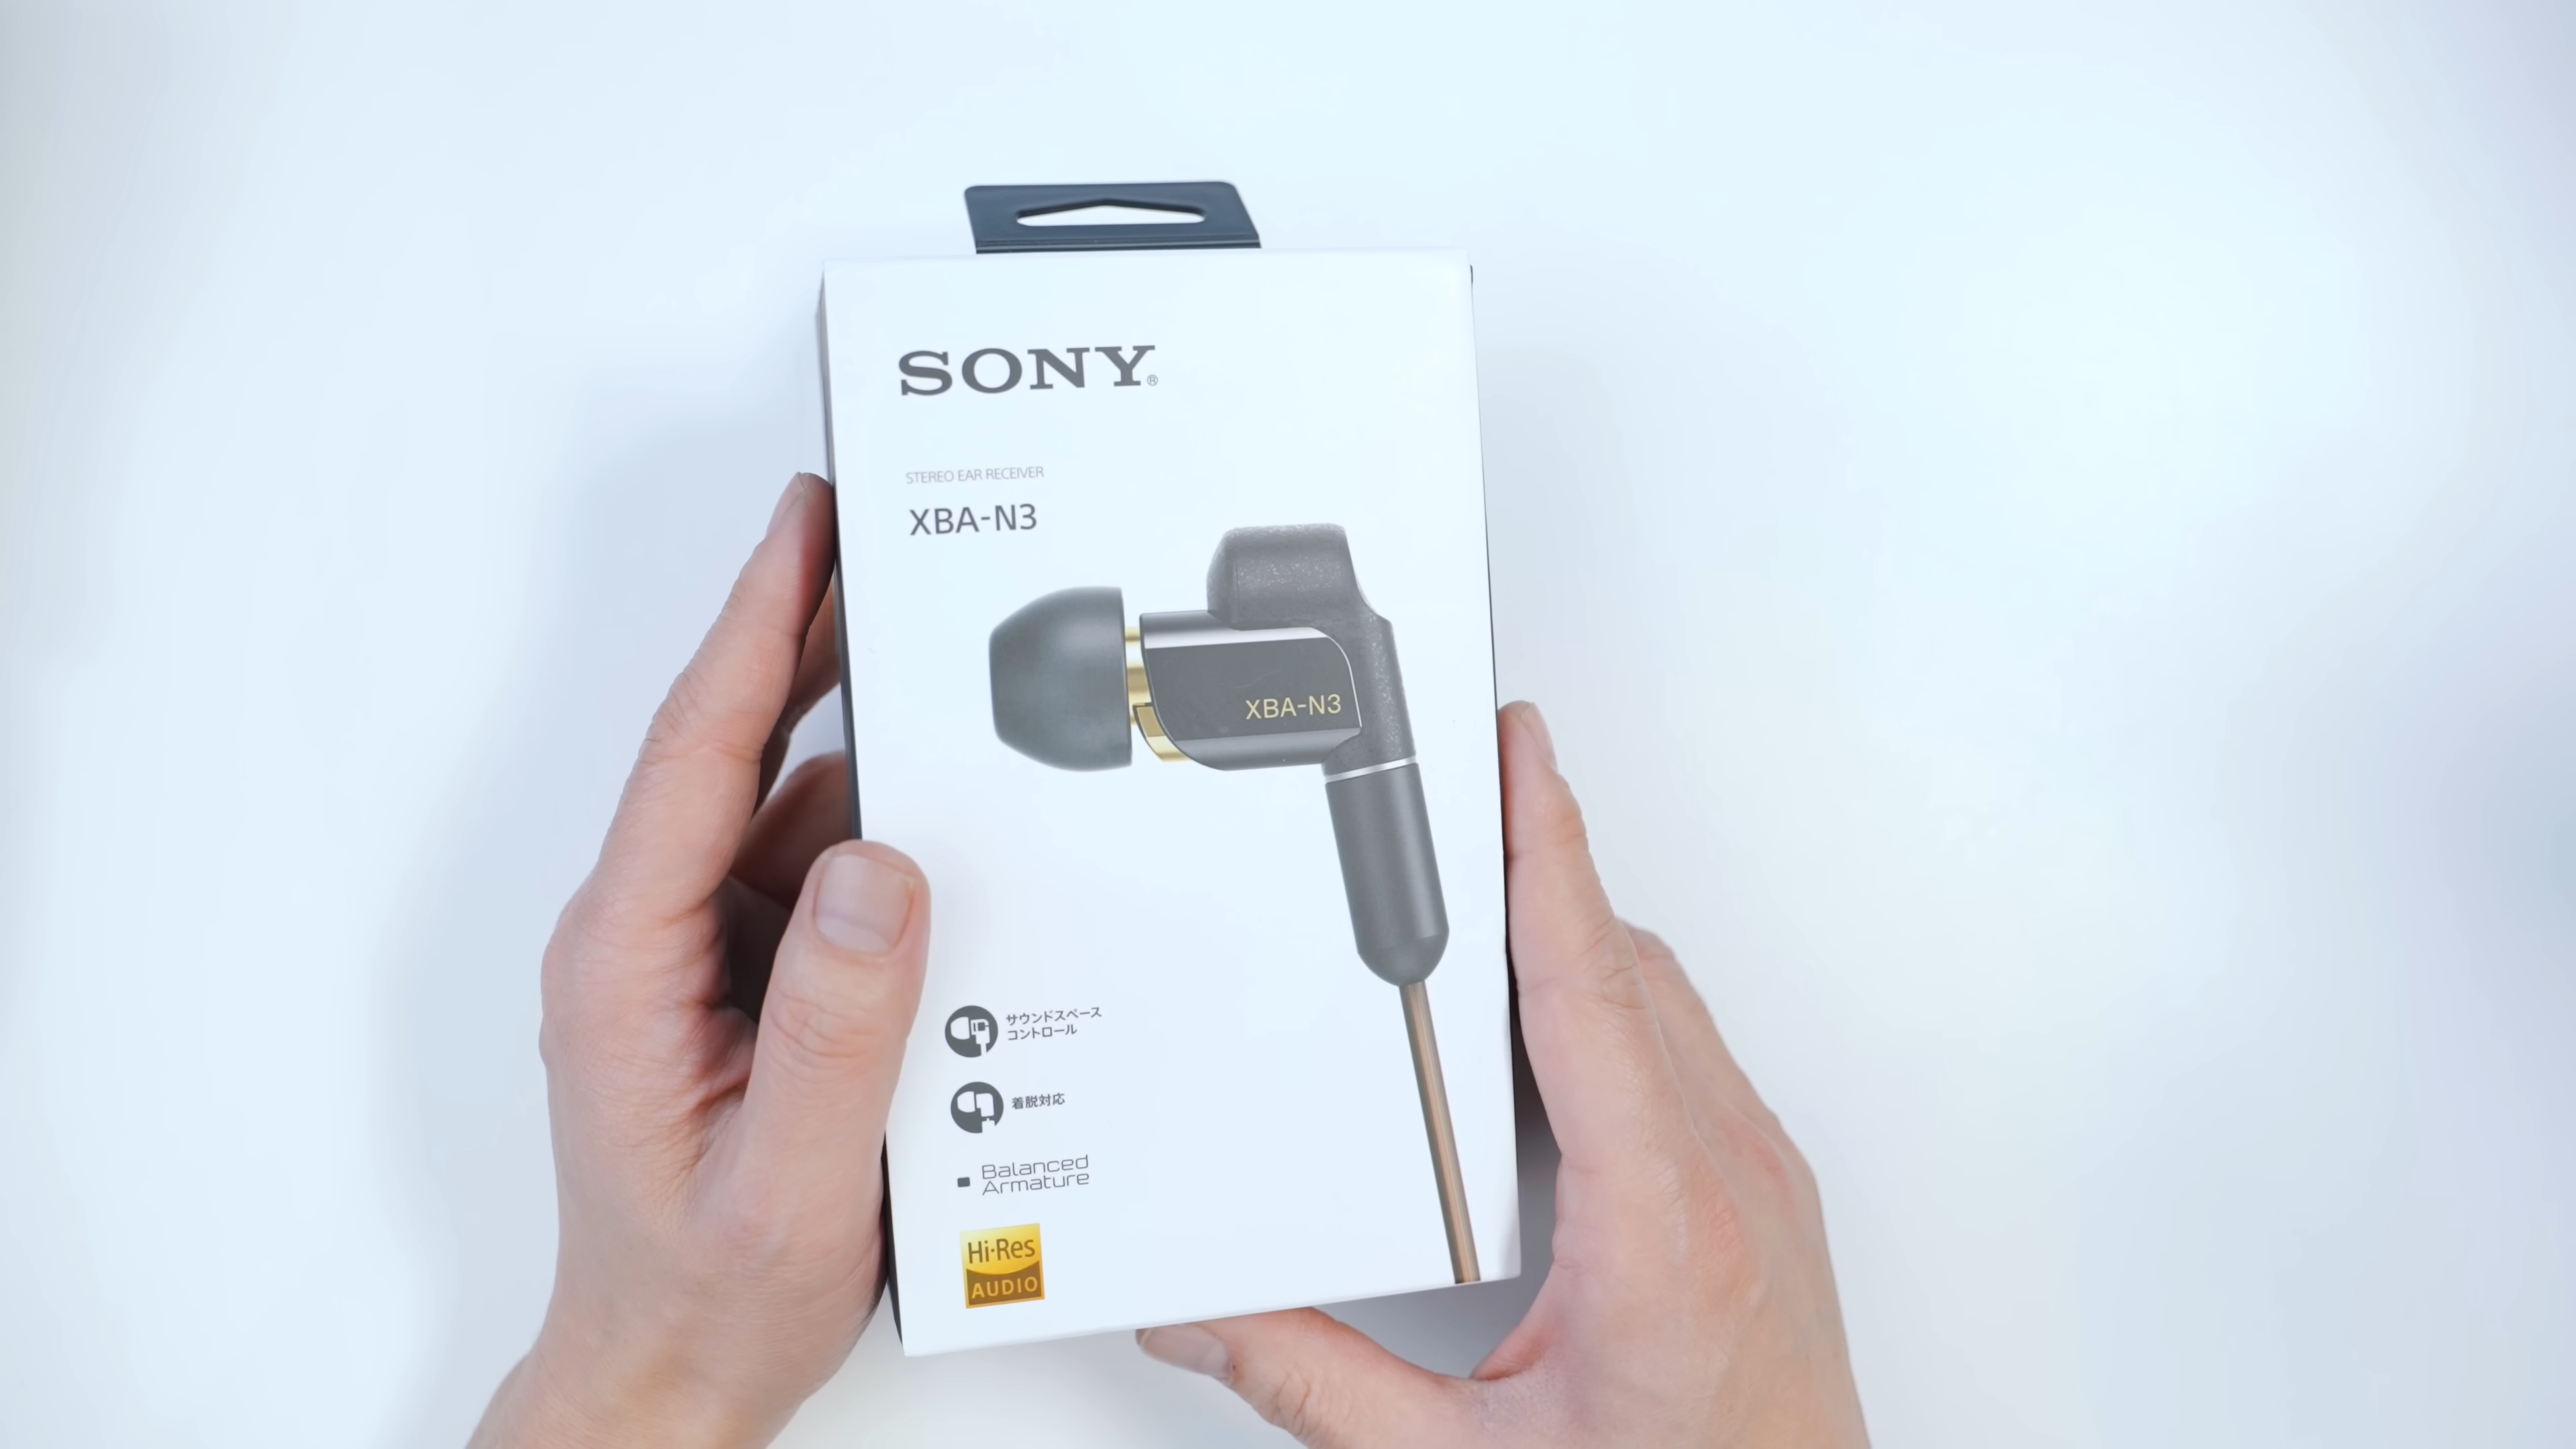 SONY®
STEREO EAR RECEIVER
XBA-N3
XBA-N3
サウンドスペース
コントロール
着脱対応
Balanced
Armature
Hi-Res
AUDIO